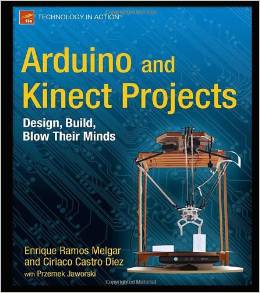 TECHNOLOGY IN ACTION™
Arduino and
Kinect Projects
Design, Build,
Blow Their Minds
Enrique Ramos Melgar
and Ciriaco Castro Díez
with Przemek Jaworski